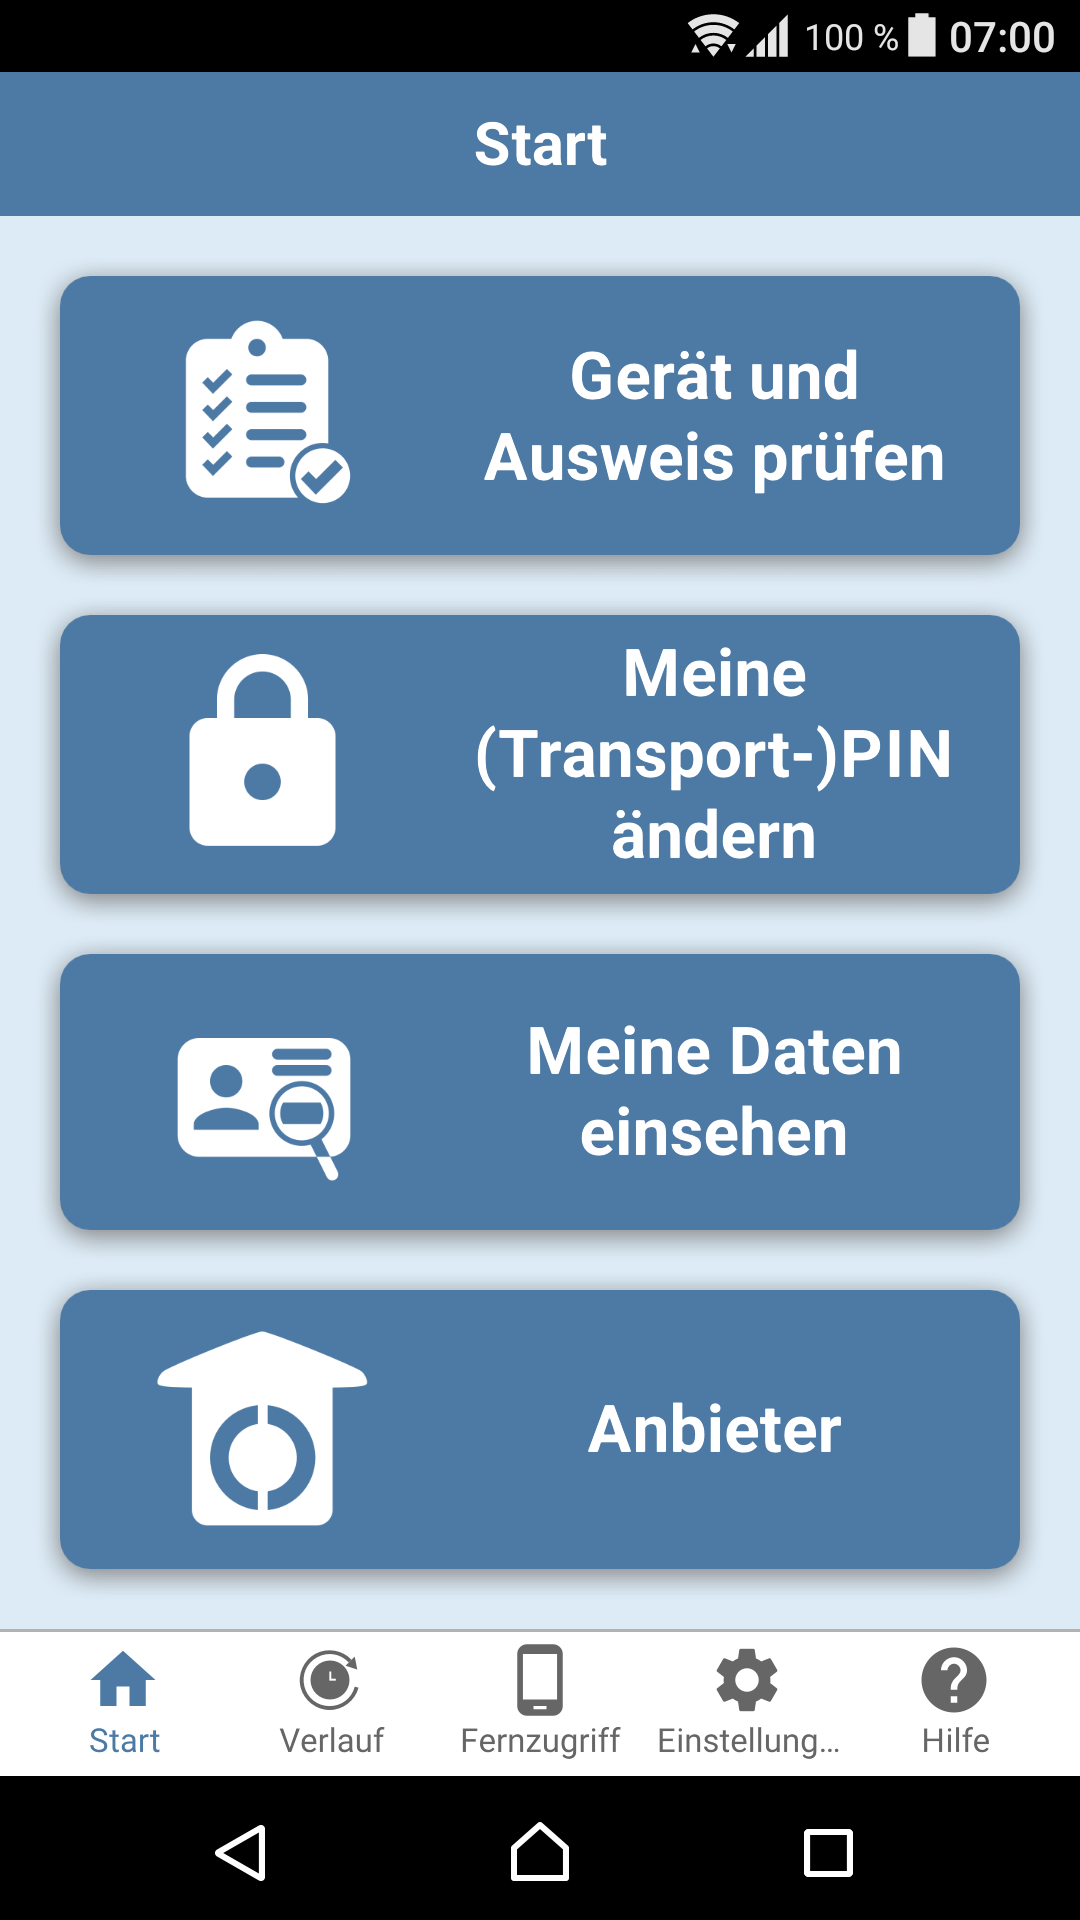 100 % 07:00
Start
Gerät und
Ausweis prüfen
Meine
(Transport-)PIN
ändern
Meine Daten
einsehen
Anbieter
Start Verlauf Fernzugriff Einstellung... Hilfe